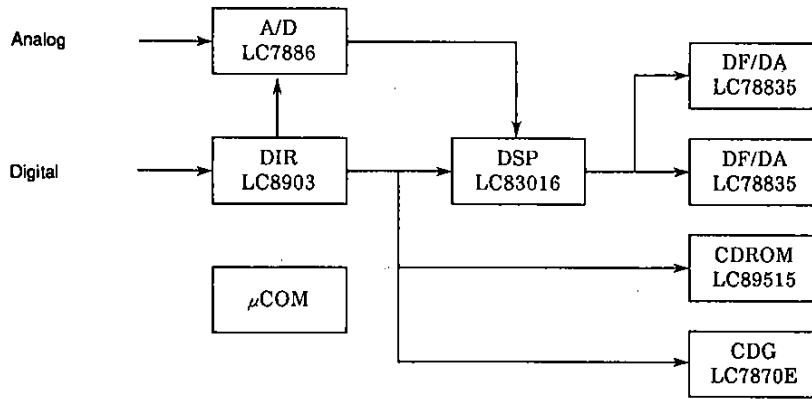 Analog
A/D
LC7886
DF/DA
LC78835
Digital
DIR
LC8903
DSP
LC83016
DF/DA
LC78835
μCOM
CDROM
LC89515
CDG
LC7870E